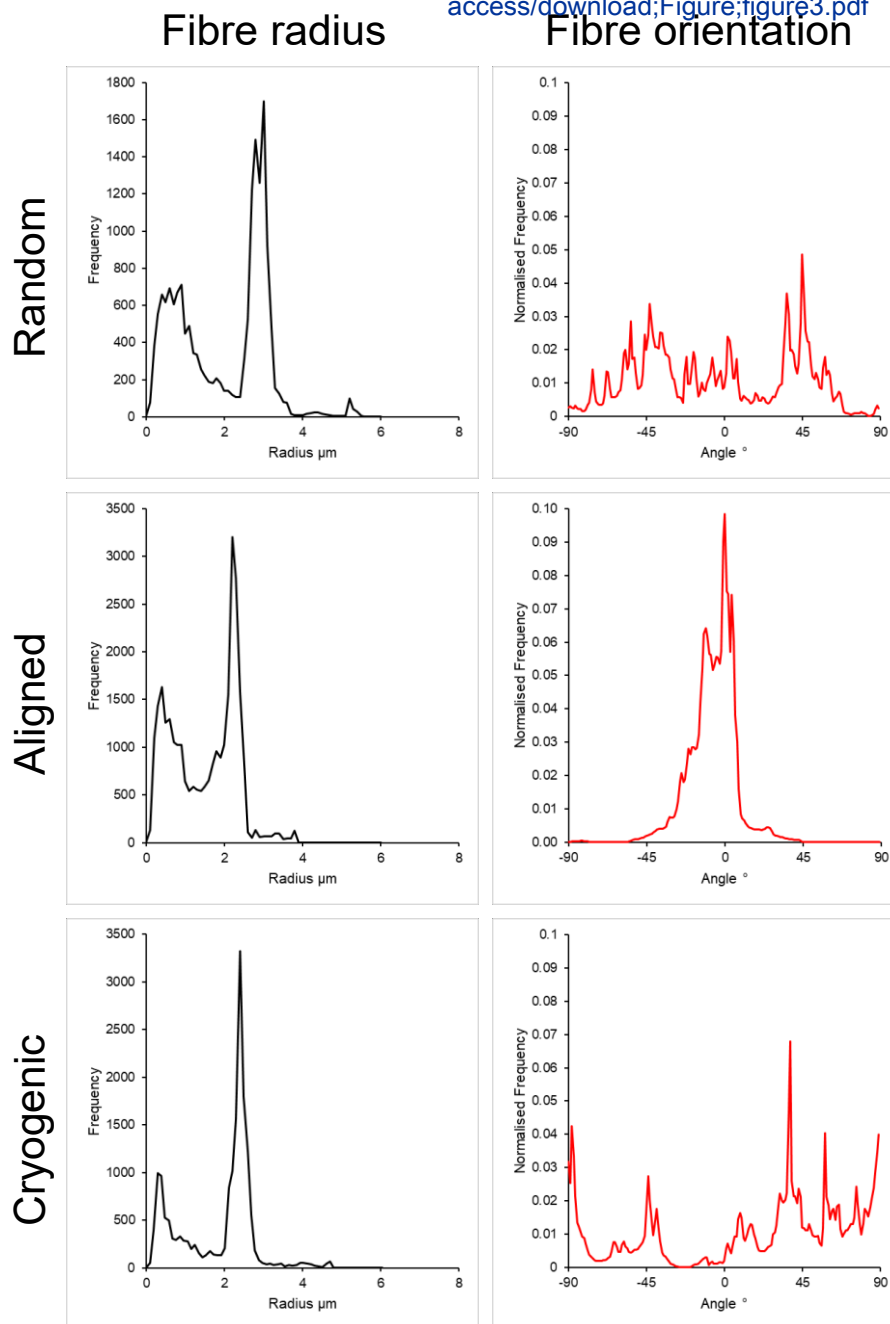 access/download;Figure;figure3.pdf
Fibre radius
Fibre orientation
Random
1800
1600
1400
1200
1000
800
600
400
200
0
Frequency
0 2 4 6 8
Radius µm
0.1
0.09
0.08
0.07
0.06
0.05
0.04
0.03
0.02
0.01
0
Normalised Frequency
-90 -45 0 45 90
Angle °
Aligned
3500
3000
2500
2000
1500
1000
500
0
Frequency
0 2 4 6 8
Radius µm
0.10
0.09
0.08
0.07
0.06
0.05
0.04
0.03
0.02
0.01
0.00
Normalised Frequency
-90 -45 0 45 90
Angle °
Cryogenic
3500
3000
2500
2000
1500
1000
500
0
Frequency
0 2 4 6 8
Radius µm
0.1
0.09
0.08
0.07
0.06
0.05
0.04
0.03
0.02
0.01
0
Normalised Frequency
-90 -45 0 45 90
Angle °